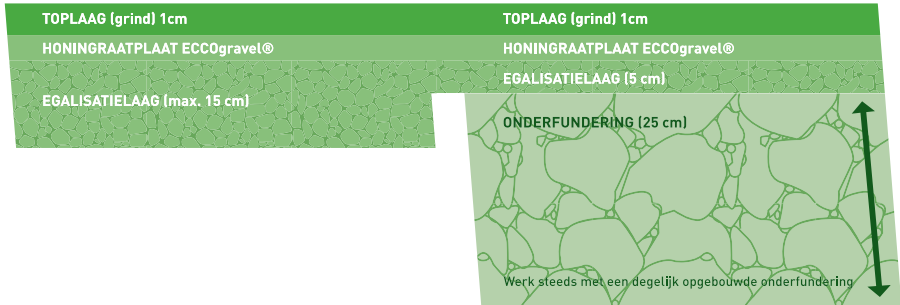 TOPLAAG (grind) 1cm
HONINGRAATPLAAT ECCOgravel®
EGALISATIELAAG (max. 15 cm)
TOPLAAG (grind) 1cm
HONINGRAATPLAAT ECCOgravel®
EGALISATIELAAG (5 cm)
ONDERFUNDERING (25 cm)
Werk steeds met een degelijk opgebouwde onderfundering